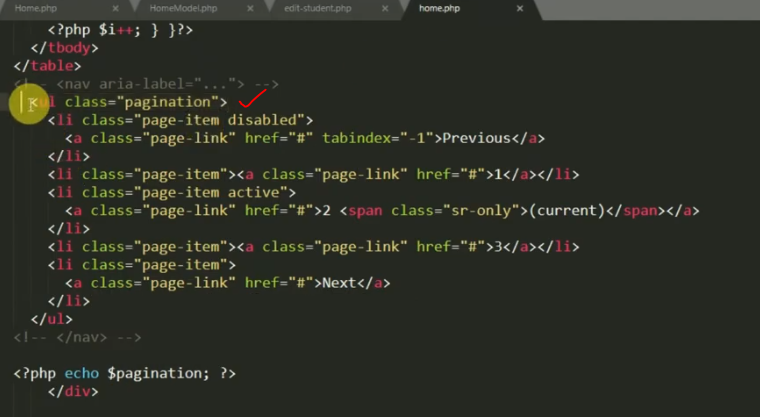 Home.php × HomeModel.php × edit-student.php × home.php ×
<?php $i++; } }?>
</tbody>
</table>
<!-- <nav aria-label="..."> -->
<ul class="pagination">
<li class="page-item disabled">
<a class="page-link" href="#" tabindex="-1">Previous</a>
</li>
<li class="page-item"><a class="page-link" href="#">1</a></li>
<li class="page-item active">
<a class="page-link" href="#">2 <span class="sr-only">(current)</span></a>
</li>
<li class="page-item"><a class="page-link" href="#">3</a></li>
<li class="page-item">
<a class="page-link" href="#">Next</a>
</li>
</ul>
<!-- </nav> -->
<?php echo $pagination; ?>
</div>